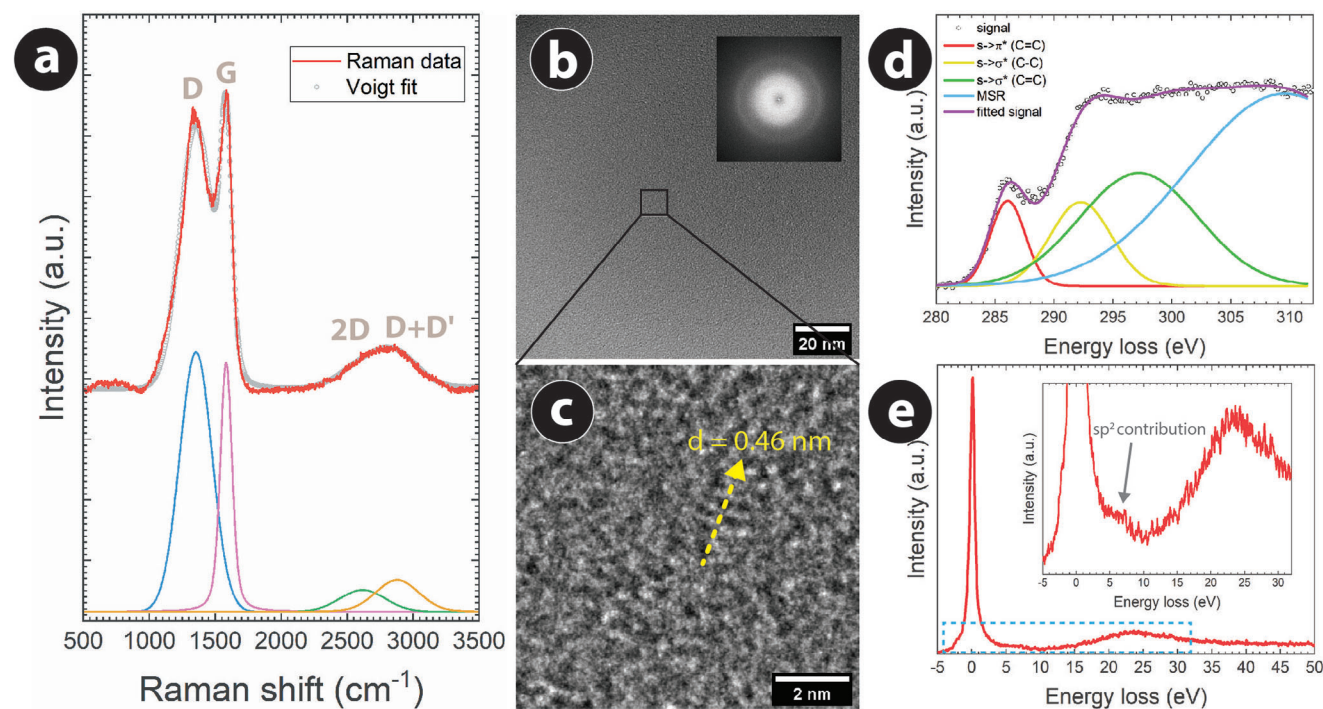 a
Raman data
Voigt fit
D
G
2D
D+D'
Intensity (a.u.)
500 1000 1500 2000 2500 3000 3500
Raman shift (cm-1)
b
20 nm
c
d = 0.46 nm
2 nm
d
signal
s->π* (C=C)
s->σ* (C-C)
s->σ* (C=C)
MSR
fitted signal
Intensity (a.u.)
280 285 290 295 300 305 310
Energy loss (eV)
e
sp2 contribution
Intensity (a.u.)
-5 0 5 10 15 20 25 30
Energy loss (eV)
Intensity (a.u.)
-5 0 5 10 15 20 25 30 35 40 45 50
Energy loss (eV)